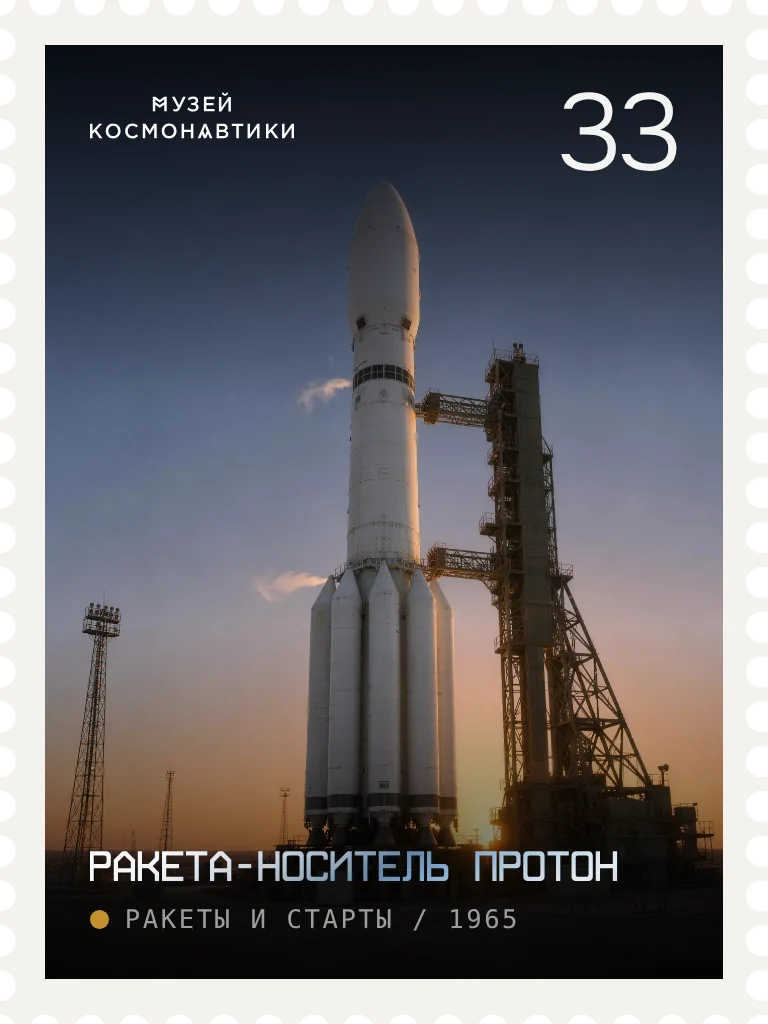 МУЗЕЙ
КОСМОНАВТИКИ
33
РАКЕТА-НОСИТЕЛЬ ПРОТОН
РАКЕТЫ И СТАРТЫ / 1965